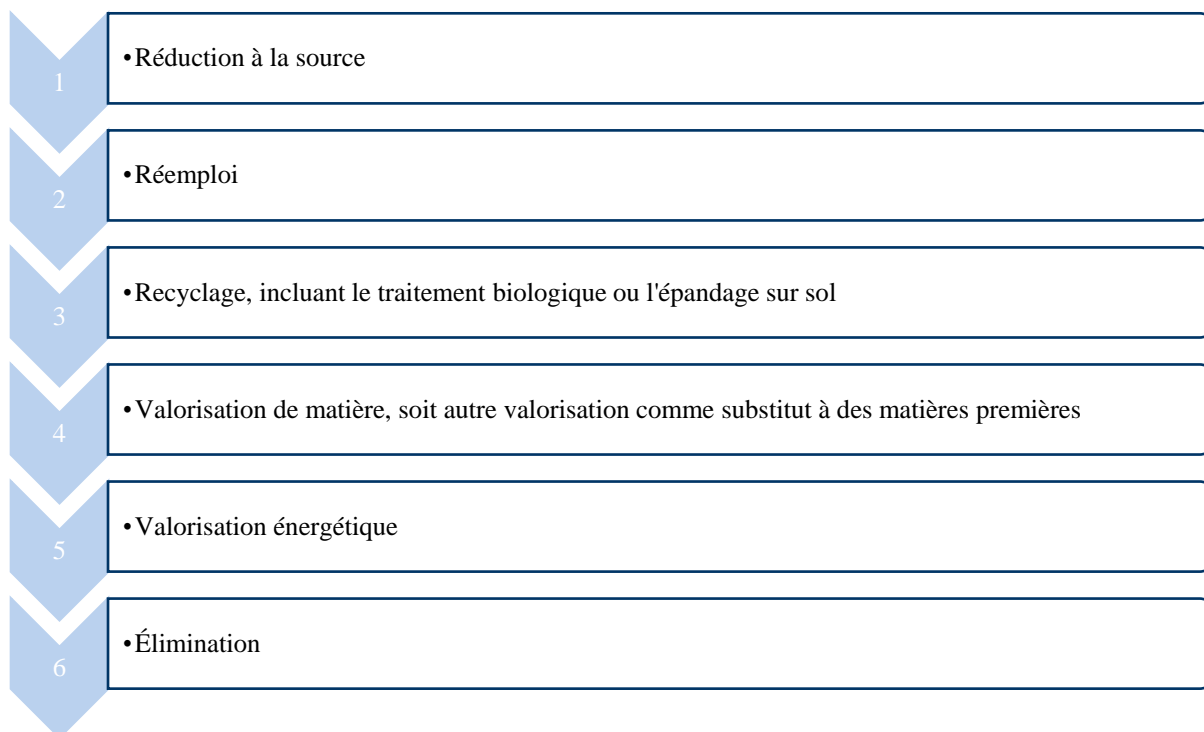 1
•Réduction à la source
2
•Réemploi
3
•Recyclage, incluant le traitement biologique ou l'épandage sur sol
4
•Valorisation de matière, soit autre valorisation comme substitut à des matières premières
5
•Valorisation énergétique
6
•Élimination